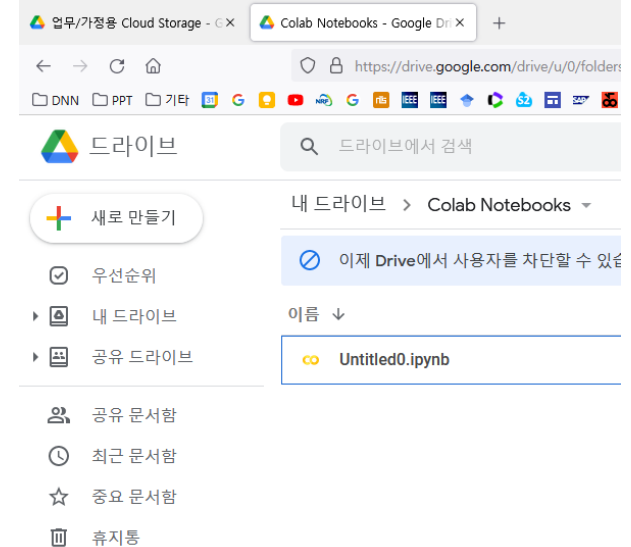 업무/가정용 Cloud Storage - G
Colab Notebooks - Google Dri
https://drive.google.com/drive/u/0/folders
DNN
PPT
기타
31
NRF
IEEE
IEEE
SAP
드라이브
드라이브에서 검색
새로 만들기
내 드라이브 > Colab Notebooks
이제 Drive에서 사용자를 차단할 수 있습
우선순위
이름
내 드라이브
공유 드라이브
Untitled0.ipynb
공유 문서함
최근 문서함
중요 문서함
휴지통